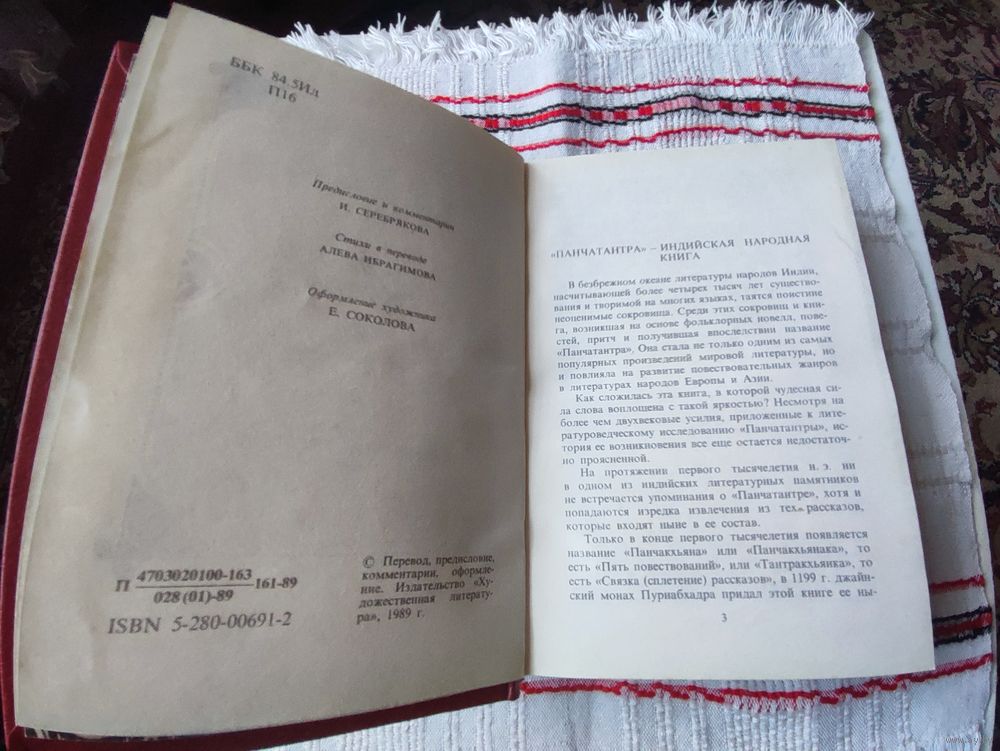 ББК 84.5Ил
П16
Предисловие и комментарии
И. СЕРЕБРЯКОВА
Стихи в переводе
АЛЕВА ИБРАГИМОВА
Оформление художника
Е. СОКОЛОВА
П 4703020100-163 161-89
028(01)-89
ISBN 5-280-00691-2
© Перевод, предисловие,
комментарии, оформле-
ние. Издательство «Ху-
дожественная литерату-
ра», 1989 г.
«ПАНЧАТАНТРА» – ИНДИЙСКАЯ НАРОДНАЯ
КНИГА
В безбрежном океане литературы народов Индии,
насчитывающей более четырех тысяч лет существо-
вания и творимой на многих языках, таятся поистине
неоценимые сокровища. Среди этих сокровищ и кни-
га, возникшая на основе фольклорных новелл, пове-
стей, притч и получившая впоследствии название
«Панчатантра». Она стала не только одним из самых
популярных произведений мировой литературы, но
и повлияла на развитие повествовательных жанров
в литературах народов Европы и Азии.
Как сложилась эта книга, в которой чудесная си-
ла слова воплощена с такой яркостью? Несмотря на
более чем двухвековые усилия, приложенные к лите-
ратуроведческому исследованию «Панчатантры», ис-
тория ее возникновения все еще остается недостаточ-
но проясненной.
На протяжении первого тысячелетия н. э. ни
в одном из индийских литературных памятников
не встречается упоминания о «Панчатантре», хотя и
попадаются изредка извлечения из тех рассказов,
которые входят ныне в ее состав.
Только в конце первого тысячелетия появляется
название «Панчакхьяна» или «Панчакхьянака», то
есть «Пять повествований», или «Тантракхьяика», то
есть «Связка (сплетение) рассказов», в 1199 г. джайн-
ский монах Пурнабхадра придал этой книге ее ны-
3